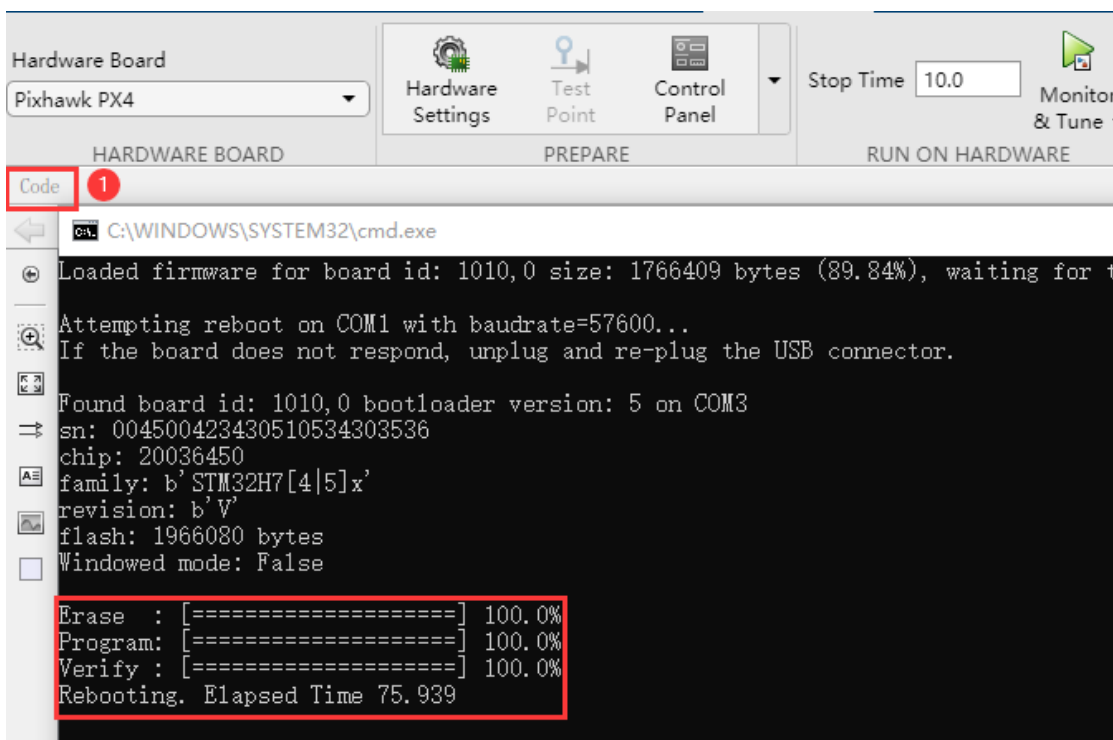 Hardware Board
Pixhawk PX4
Hardware Settings
Test Point
Control Panel
Stop Time 10.0
Monitor & Tune
HARDWARE BOARD
PREPARE
RUN ON HARDWARE
Code
1
C:\WINDOWS\SYSTEM32\cmd.exe
Loaded firmware for board id: 1010,0 size: 1766409 bytes (89.84%), waiting for t
Attempting reboot on COM1 with baudrate=57600...
If the board does not respond, unplug and re-plug the USB connector.
Found board id: 1010,0 bootloader version: 5 on COM3
sn: 004500423430510534303536
chip: 20036450
family: b'STM32H7[4|5]x'
revision: b'V'
flash: 1966080 bytes
Windowed mode: False
Erase  : [====================] 100.0%
Program: [====================] 100.0%
Verify : [====================] 100.0%
Rebooting. Elapsed Time 75.939